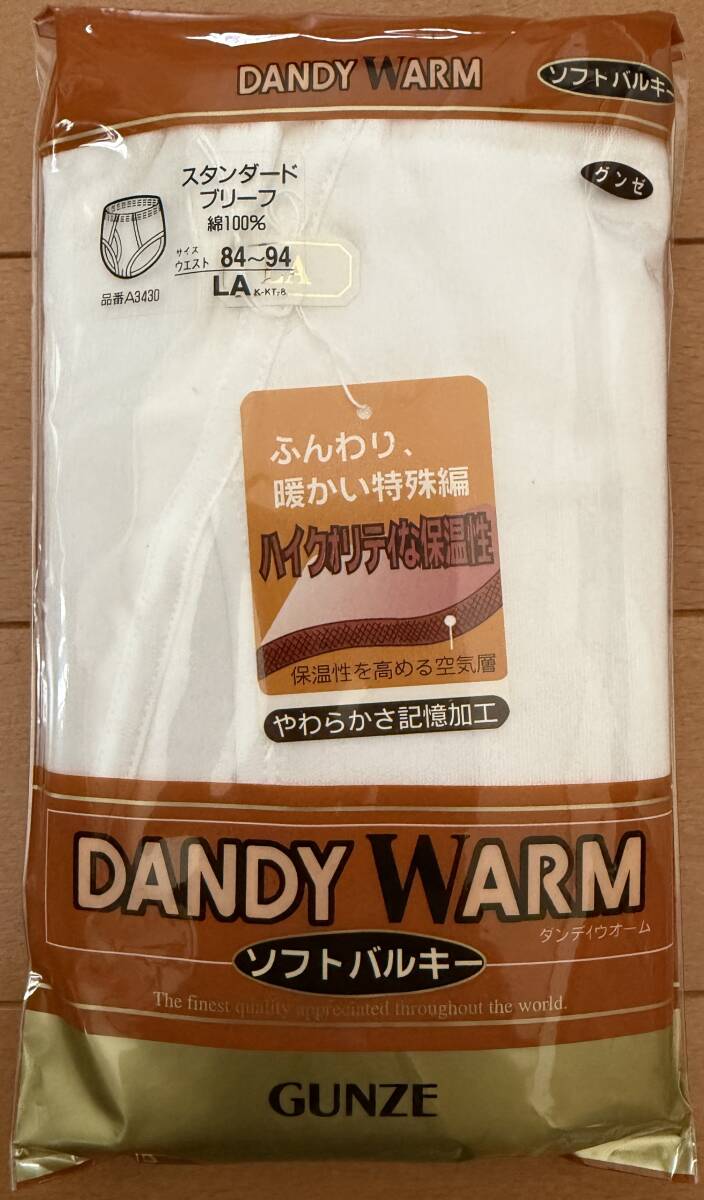 DANDY WARM
ソフトバルキー
グンゼ
スタンダード
ブリーフ
綿100%
サイズ
ウエスト 84~94
LA K-KT-8
LA
品番A3430
ふんわり、
暖かい特殊編
ハイクオリティな保温性
保温性を高める空気層
やわらかさ記憶加工
DANDY WARM
ダンディウオーム
ソフトバルキー
The finest quality appreciated throughout the world.
GUNZE